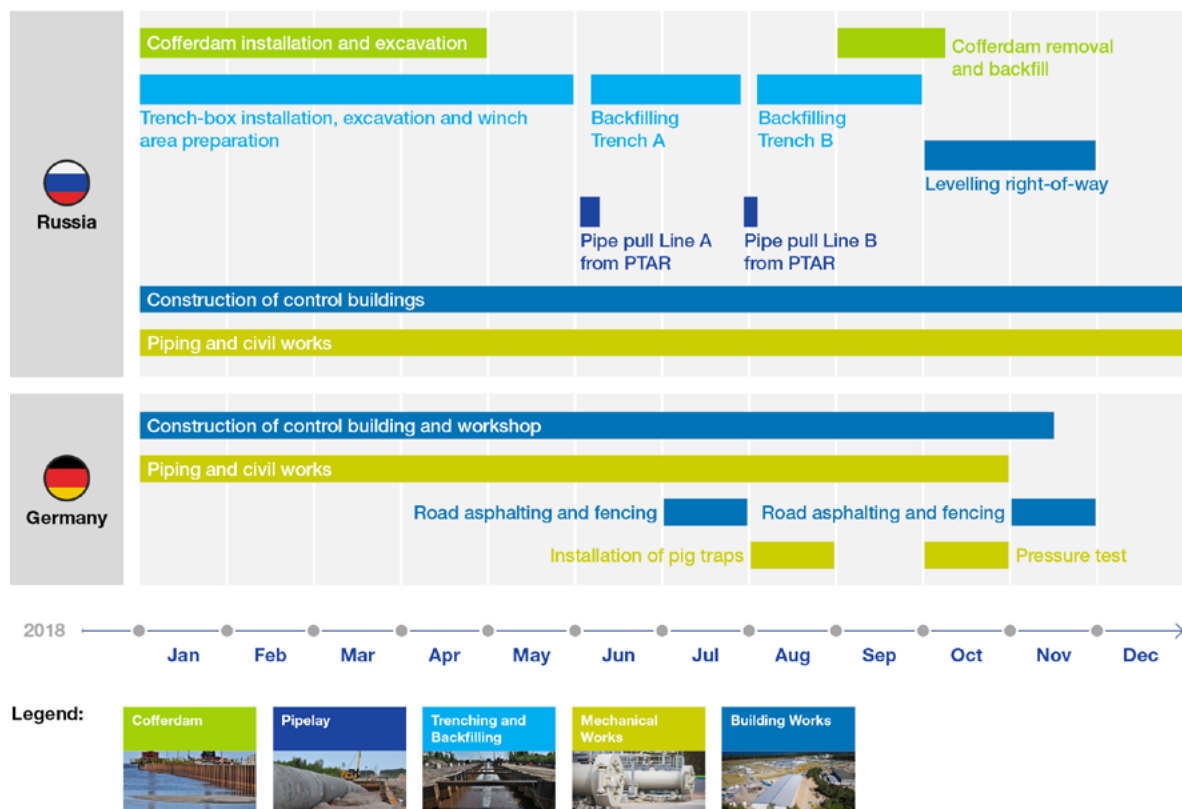 Cofferdam installation and excavation
Cofferdam removal
and backfill
Trench-box installation, excavation and winch
area preparation
Backfilling
Trench A
Backfilling
Trench B
Levelling right-of-way
Russia
Pipe pull Line A
from PTAR
Pipe pull Line B
from PTAR
Construction of control buildings
Piping and civil works
Construction of control building and workshop
Piping and civil works
Germany
Road asphalting and fencing
Road asphalting and fencing
Installation of pig traps
Pressure test
2018
Jan Feb Mar Apr May Jun Jul Aug Sep Oct Nov Dec
Legend:
Cofferdam
Pipelay
Trenching and
Backfilling
Mechanical
Works
Building Works